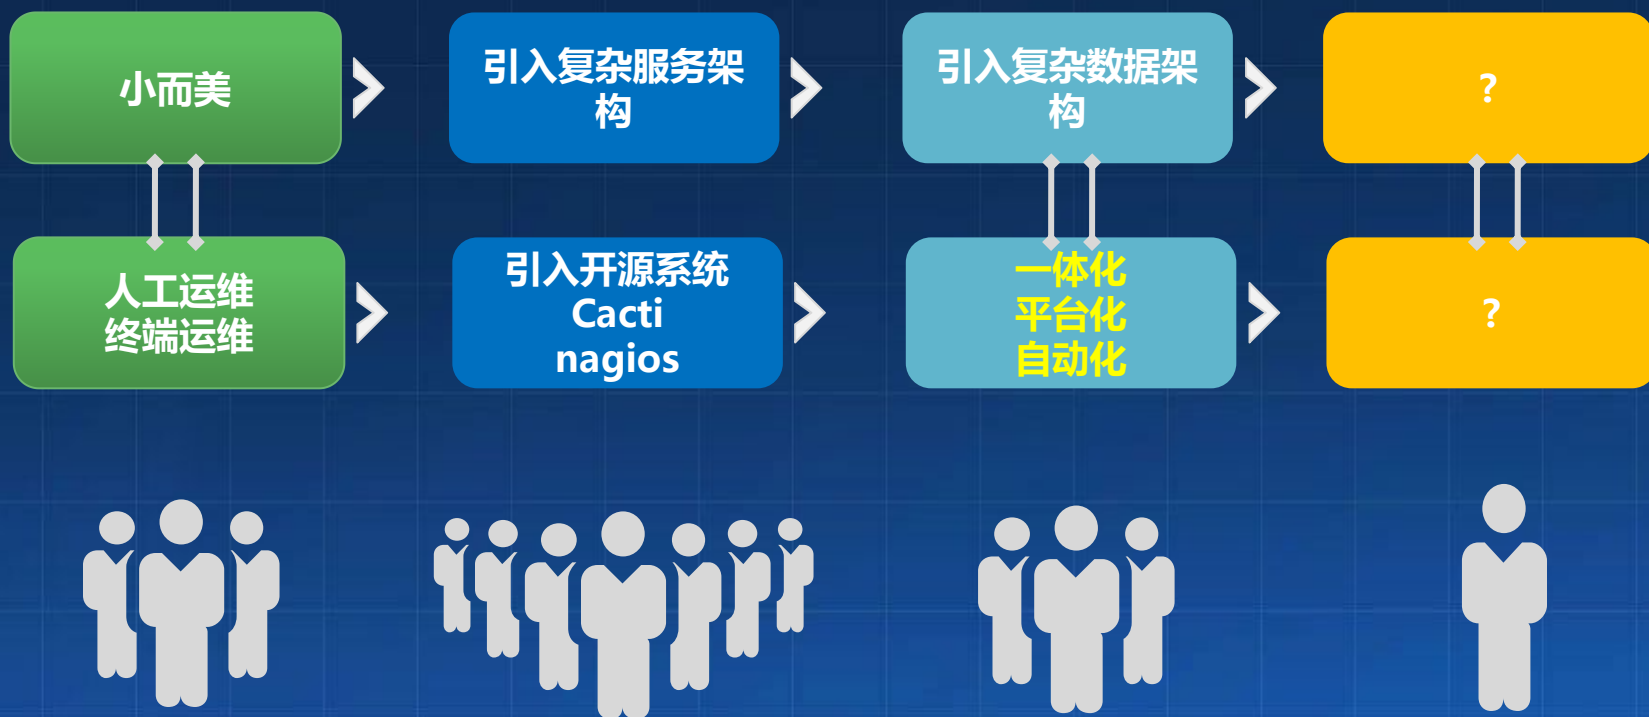 小而美
引入复杂服务架
构
引入复杂数据架
构
?
人工运维
终端运维
引入开源系统
Cacti
nagios
一体化
平台化
自动化
?